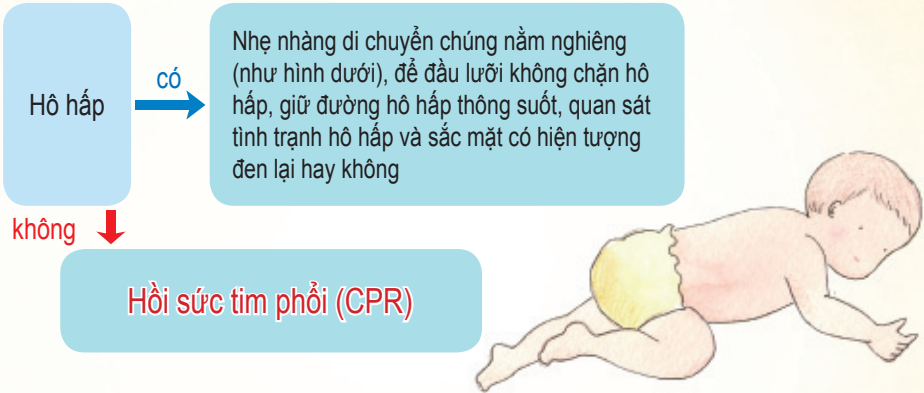 Hô hấp
có
Nhẹ nhàng di chuyển chúng nằm nghiêng
(như hình dưới), để đầu lưỡi không chặn hô
hấp, giữ đường hô hấp thông suốt, quan sát
tình trạnh hô hấp và sắc mặt có hiện tượng
đen lại hay không
không
Hồi sức tim phổi (CPR)